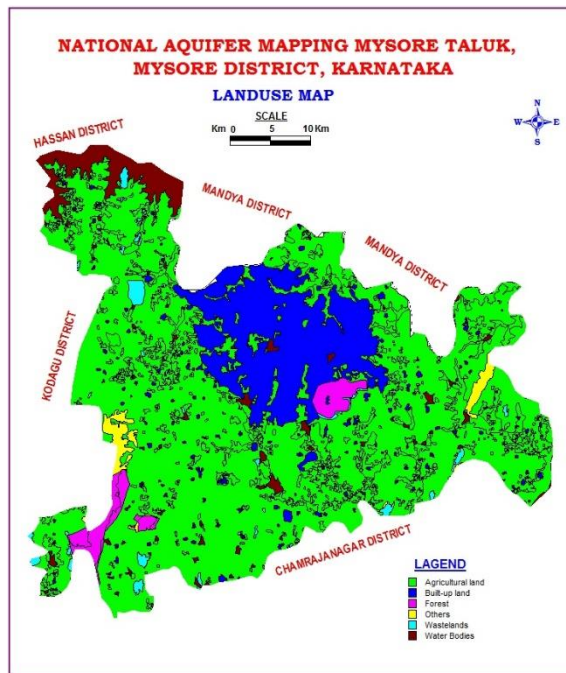 NATIONAL AQUIFER MAPPING MYSORE TALUK,
MYSORE DISTRICT, KARNATAKA
LANDUSE MAP
SCALE
Km 0 5 10 Km
N
W E
S
HASSAN DISTRICT
MANDYA DISTRICT
MANDYA DISTRICT
KODAGU DISTRICT
CHAMRAJANAGAR DISTRICT
LAGEND
Agricultural land
Built-up land
Forest
Others
Wastelands
Water Bodies